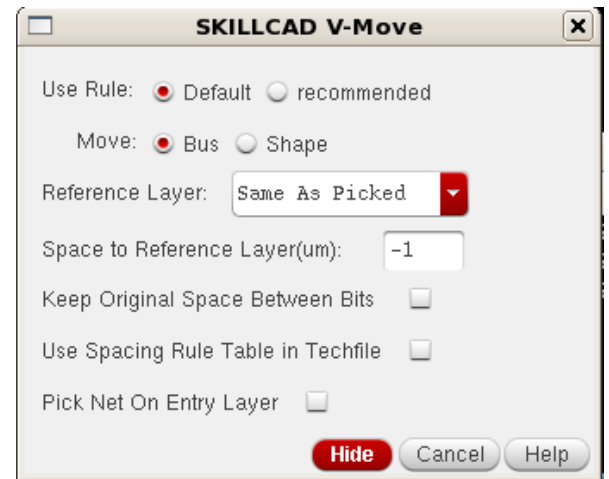 SKILLCAD V-Move
Use Rule: Default recommended
Move: Bus Shape
Reference Layer: Same As Picked
Space to Reference Layer(um): -1
Keep Original Space Between Bits
Use Spacing Rule Table in Techfile
Pick Net On Entry Layer
Hide Cancel Help